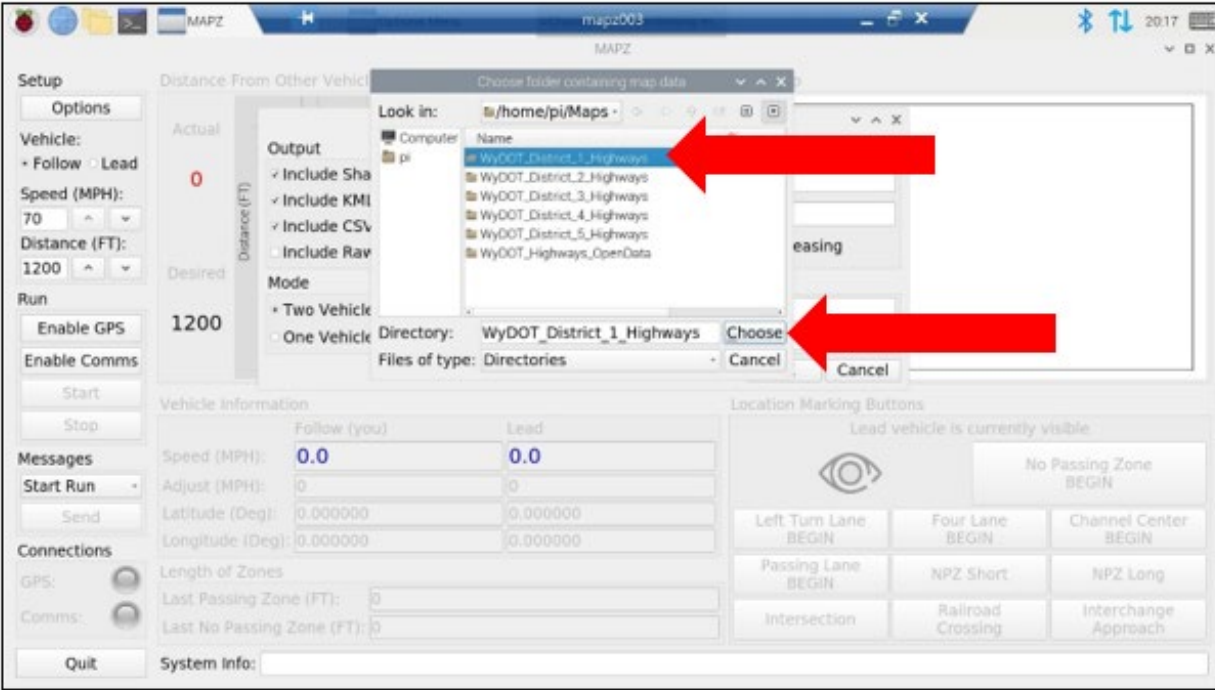 MAPZ
mapz003
20:17
MAPZ
Setup
Options
Vehicle:
Follow Lead
Speed (MPH):
70
Distance (FT):
1200
Run
Enable GPS
Enable Comms
Start
Stop
Messages
Start Run
Send
Connections
GPS:
Comms:
Quit
Distance From Other Vehicl
Actual
0
Desired
1200
Distance (FT)
Output
Include Sha
Include KML
Include CSV
Include Raw
Mode
Two Vehicle
One Vehicle
Choose folder containing map data
Look in: /home/pi/Maps
Computer
pi
Name
WyDOT_District_1_Highways
WyDOT_District_2_Highways
WyDOT_District_3_Highways
WyDOT_District_4_Highways
WyDOT_District_5_Highways
WyDOT_Highways_OpenData
Directory: WyDOT_District_1_Highways Choose
Files of type: Directories Cancel
easing
Cancel
Vehicle Information
Follow (you) Lead
Speed (MPH): 0.0 0.0
Adjust (MPH): 0 0
Latitude (Deg): 0.000000 0.000000
Longitude (Deg): 0.000000 0.000000
Length of Zones
Last Passing Zone (FT): 0
Last No Passing Zone (FT): 0
System Info:
Location Marking Buttons
Lead vehicle is currently visible
No Passing Zone
BEGIN
Left Turn Lane
BEGIN
Four Lane
BEGIN
Channel Center
BEGIN
Passing Lane
BEGIN
NPZ Short
NPZ Long
Intersection
Railroad
Crossing
Interchange
Approach